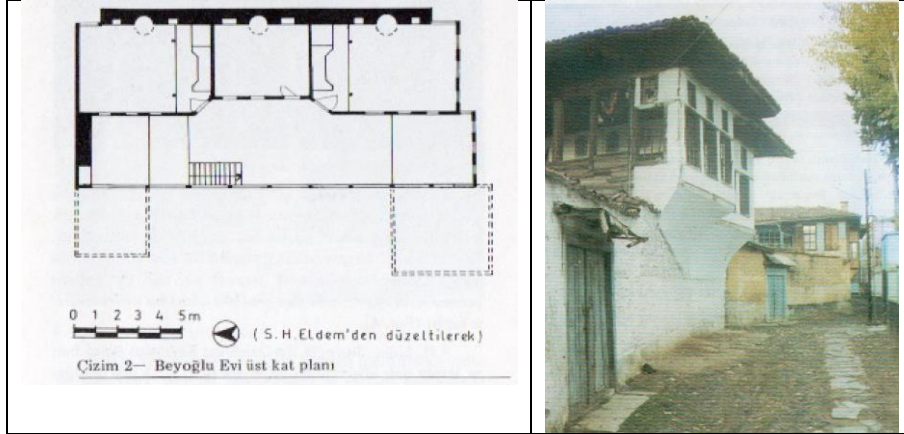 0 1 2 3 4 5m
(S.H.Eldem'den düzeltilerek)
Çizim 2— Beyoğlu Evi üst kat planı